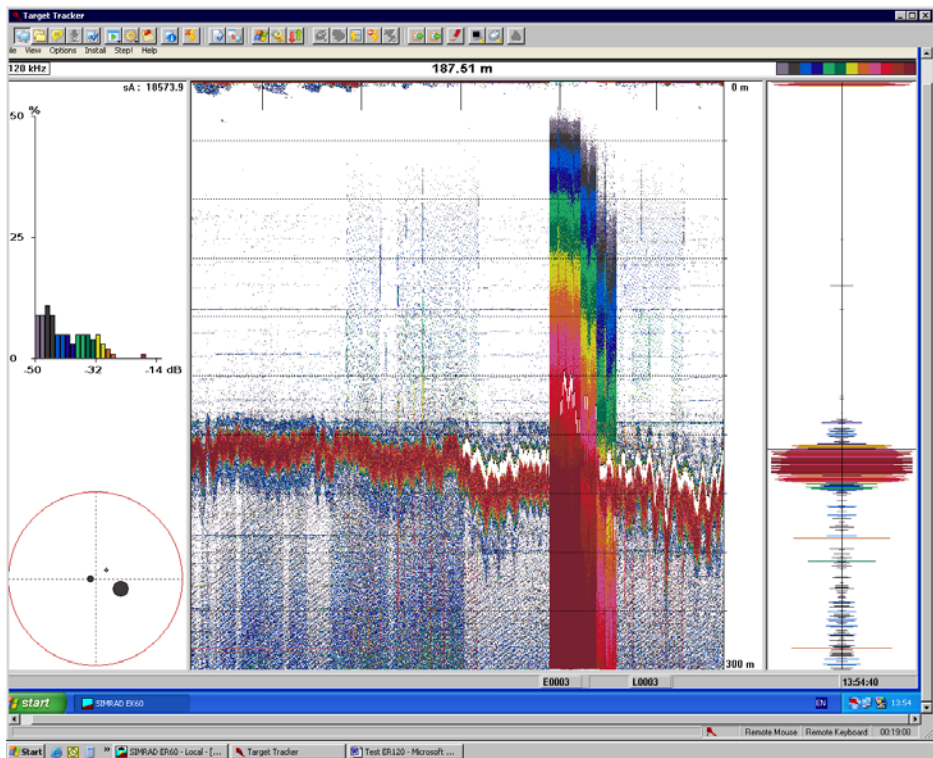 Target Tracker
le View Options Install Step! Help
120 kHz
187.51 m
sA : 18573.9
0 m
50 %
25
0
-50 -32 -14 dB
300 m
E0003 L0003 13:54:40
start SIMRAD EK60 EN 13:54
Remote Mouse Remote Keyboard 00:19:00
Start » SIMRAD ER60 - Local - [... Target Tracker Test ER120 - Microsoft ...